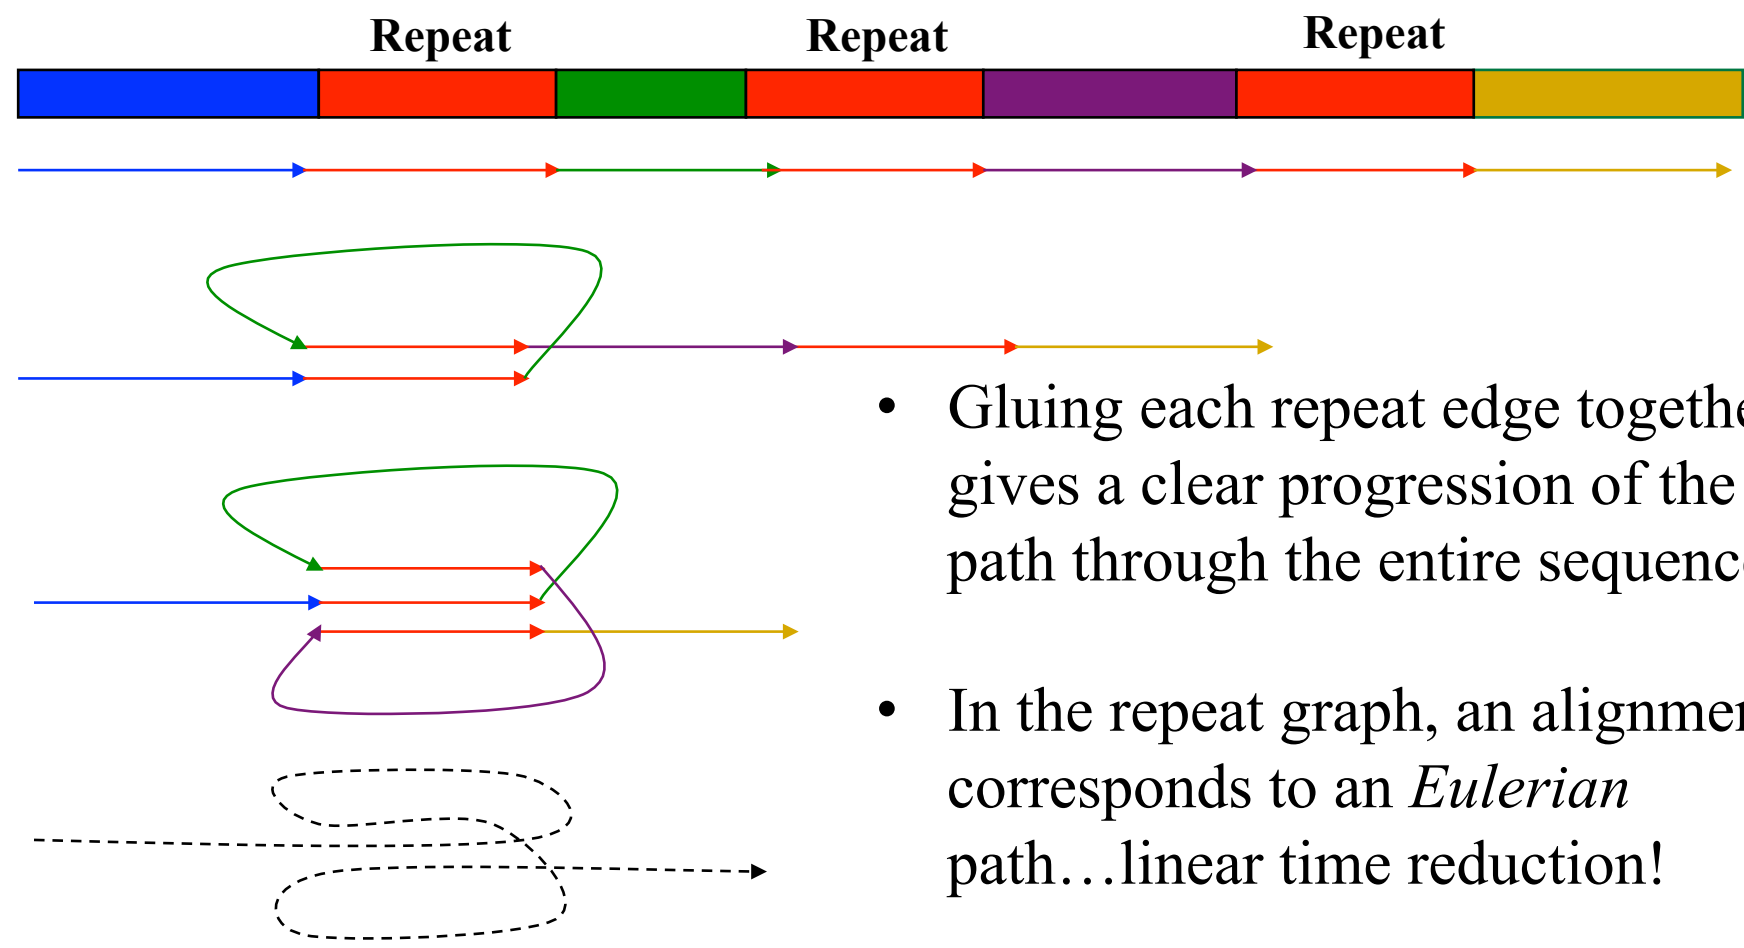 Repeat Repeat Repeat
• Gluing each repeat edge togethe
gives a clear progression of the
path through the entire sequenc
• In the repeat graph, an alignmen
corresponds to an Eulerian
path…linear time reduction!